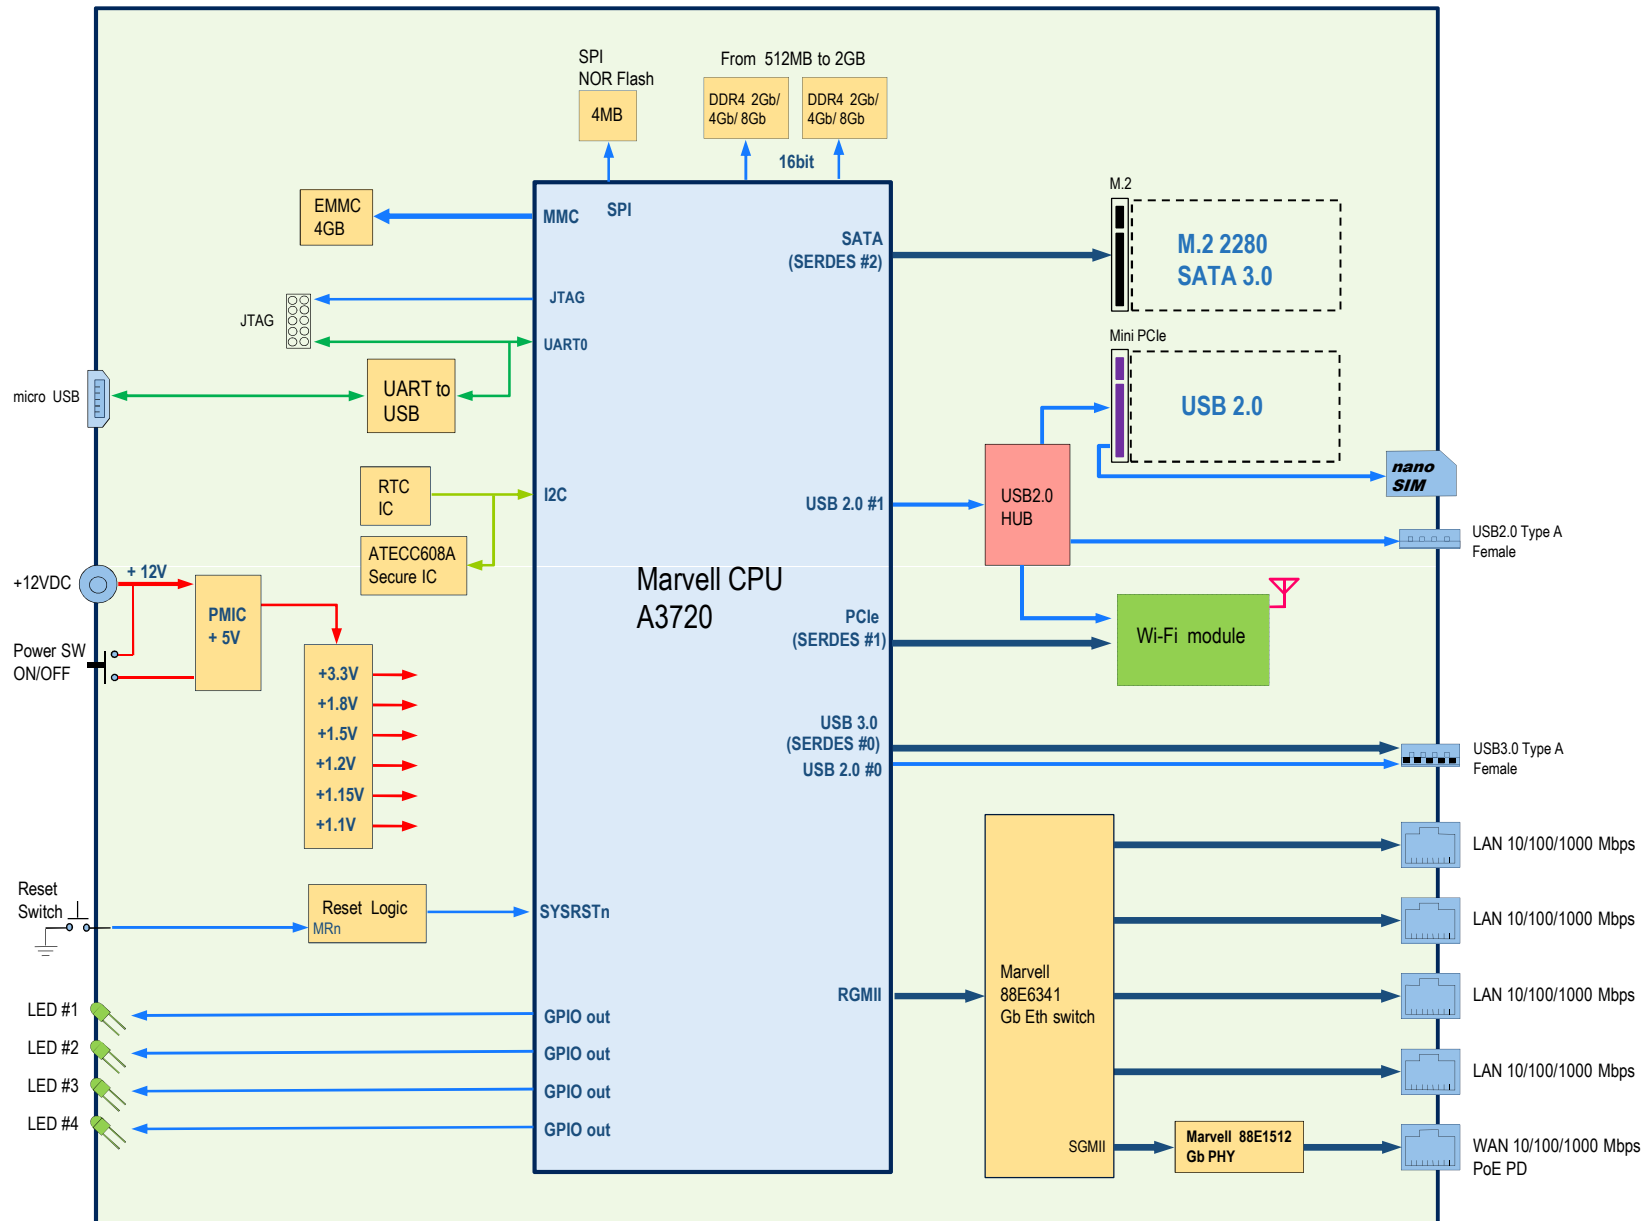 SPI
NOR Flash
4MB
From 512MB to 2GB
DDR4 2Gb/
4Gb/ 8Gb
DDR4 2Gb/
4Gb/ 8Gb
16bit
EMMC
4GB
MMC
SPI
SATA
(SERDES #2)
M.2
M.2 2280
SATA 3.0
JTAG
JTAG
UART0
UART to
USB
micro USB
Mini PCIe
USB 2.0
nano
SIM
RTC
IC
I2C
ATECC608A
Secure IC
USB 2.0 #1
USB2.0
HUB
USB2.0 Type A
Female
+12VDC
+ 12V
PMIC
+ 5V
Power SW
ON/OFF
Marvell CPU
A3720
PCIe
(SERDES #1)
Wi-Fi module
+3.3V
+1.8V
+1.5V
+1.2V
+1.15V
+1.1V
USB 3.0
(SERDES #0)
USB 2.0 #0
USB3.0 Type A
Female
Reset
Switch
Reset Logic
MRn
SYSRSTn
RGMII
Marvell
88E6341
Gb Eth switch
SGMII
LAN 10/100/1000 Mbps
LAN 10/100/1000 Mbps
LAN 10/100/1000 Mbps
LAN 10/100/1000 Mbps
Marvell 88E1512
Gb PHY
WAN 10/100/1000 Mbps
PoE PD
LED #1
GPIO out
LED #2
GPIO out
LED #3
GPIO out
LED #4
GPIO out